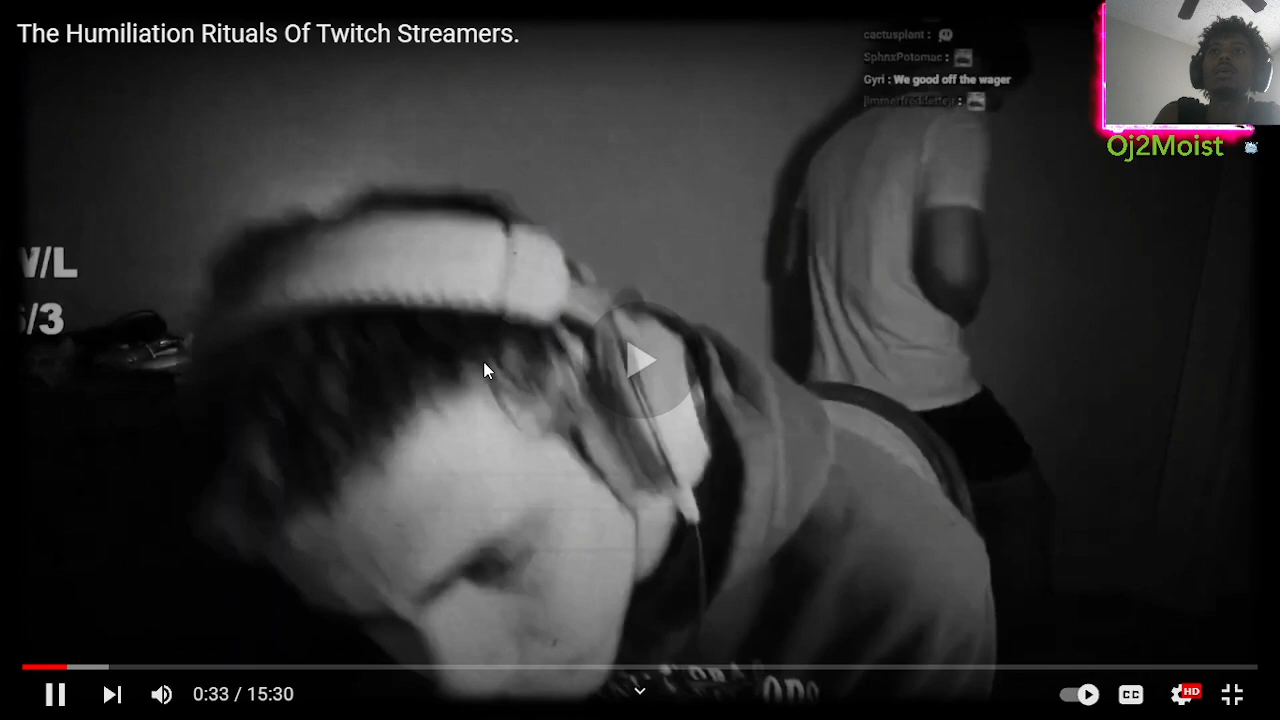 The Humiliation Rituals Of Twitch Streamers.
cactusplant :
SphnxPotomac :
Gyri : We good off the wager
Oj2Moist
W/L
/3
0:33 / 15:30
CC
HD